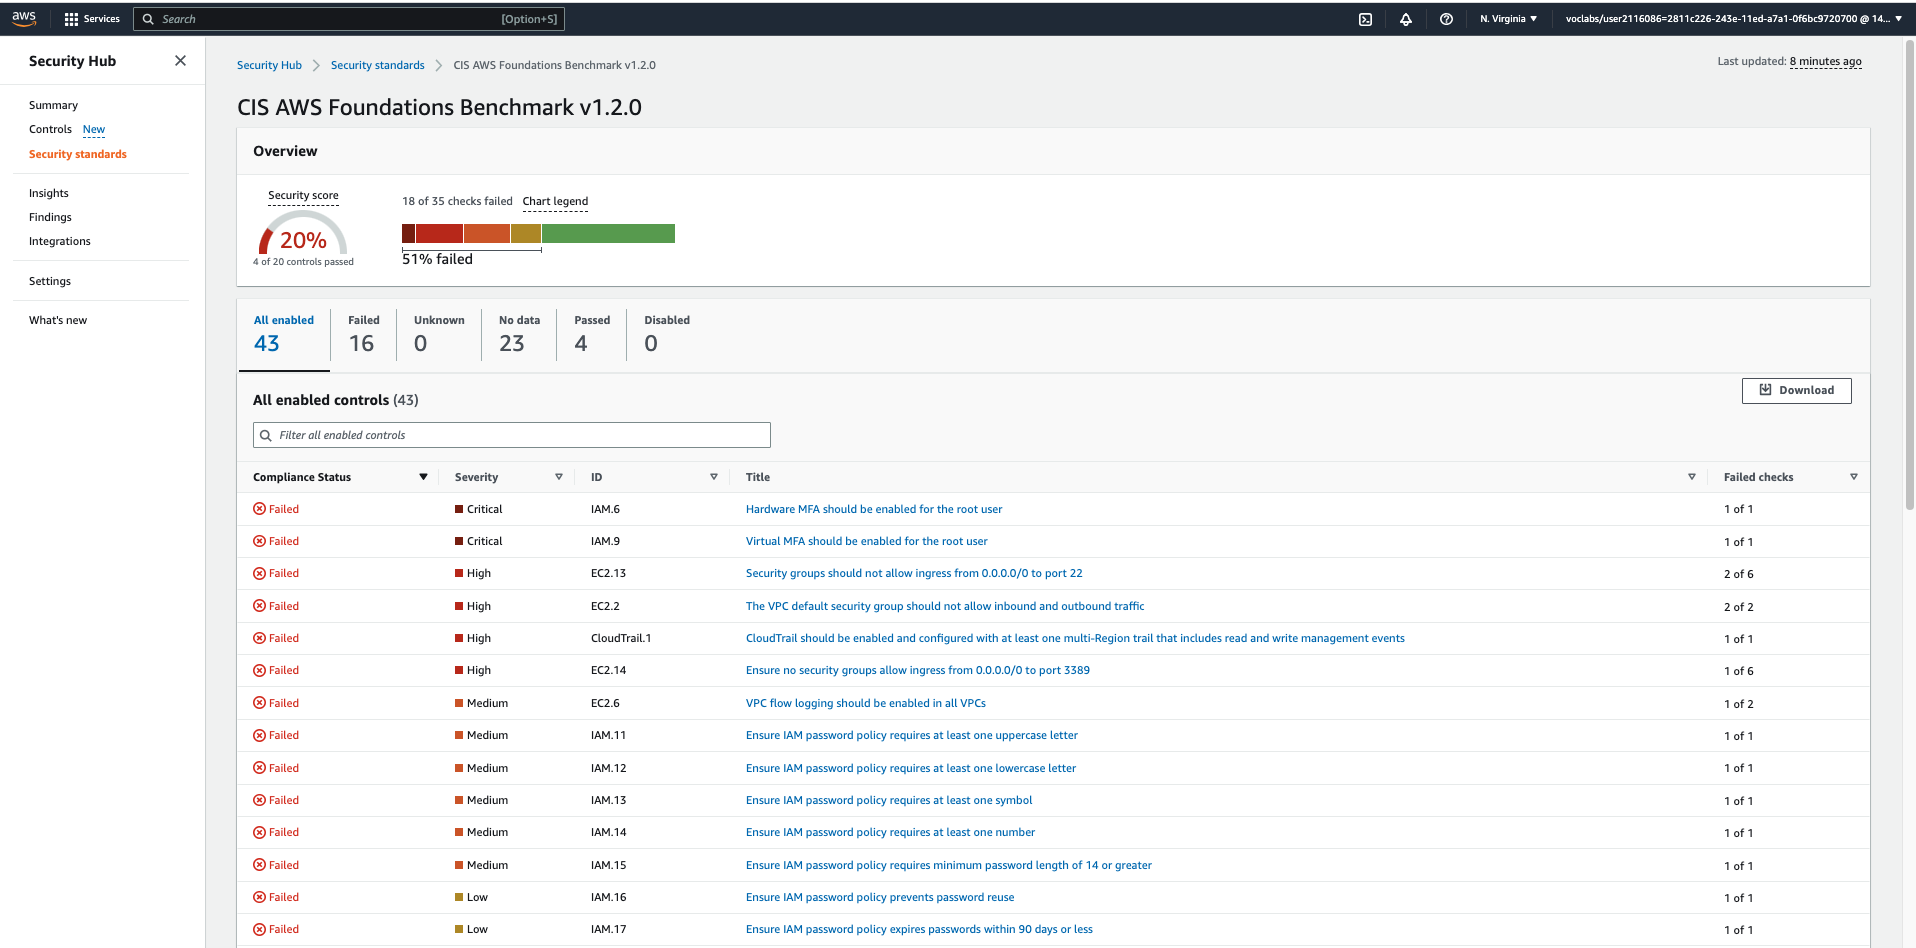 aws
Services
Search [Option+S]
N. Virginia
voclabs/user2116086=2811c226-243e-11ed-a7a1-0f6bc9720700 @ 14...
Security Hub
Summary
Controls New
Security standards
Insights
Findings
Integrations
Settings
What's new
Security Hub Security standards CIS AWS Foundations Benchmark v1.2.0
Last updated: 8 minutes ago
CIS AWS Foundations Benchmark v1.2.0
Overview
Security score
20%
4 of 20 controls passed
18 of 35 checks failed Chart legend
51% failed
All enabled Failed Unknown No data Passed Disabled
43 16 0 23 4 0
All enabled controls (43)
Download
Filter all enabled controls
Compliance Status Severity ID Title Failed checks
Failed Critical IAM.6 Hardware MFA should be enabled for the root user 1 of 1
Failed Critical IAM.9 Virtual MFA should be enabled for the root user 1 of 1
Failed High EC2.13 Security groups should not allow ingress from 0.0.0.0/0 to port 22 2 of 6
Failed High EC2.2 The VPC default security group should not allow inbound and outbound traffic 2 of 2
Failed High CloudTrail.1 CloudTrail should be enabled and configured with at least one multi-Region trail that includes read and write management events 1 of 1
Failed High EC2.14 Ensure no security groups allow ingress from 0.0.0.0/0 to port 3389 1 of 6
Failed Medium EC2.6 VPC flow logging should be enabled in all VPCs 1 of 2
Failed Medium IAM.11 Ensure IAM password policy requires at least one uppercase letter 1 of 1
Failed Medium IAM.12 Ensure IAM password policy requires at least one lowercase letter 1 of 1
Failed Medium IAM.13 Ensure IAM password policy requires at least one symbol 1 of 1
Failed Medium IAM.14 Ensure IAM password policy requires at least one number 1 of 1
Failed Medium IAM.15 Ensure IAM password policy requires minimum password length of 14 or greater 1 of 1
Failed Low IAM.16 Ensure IAM password policy prevents password reuse 1 of 1
Failed Low IAM.17 Ensure IAM password policy expires passwords within 90 days or less 1 of 1